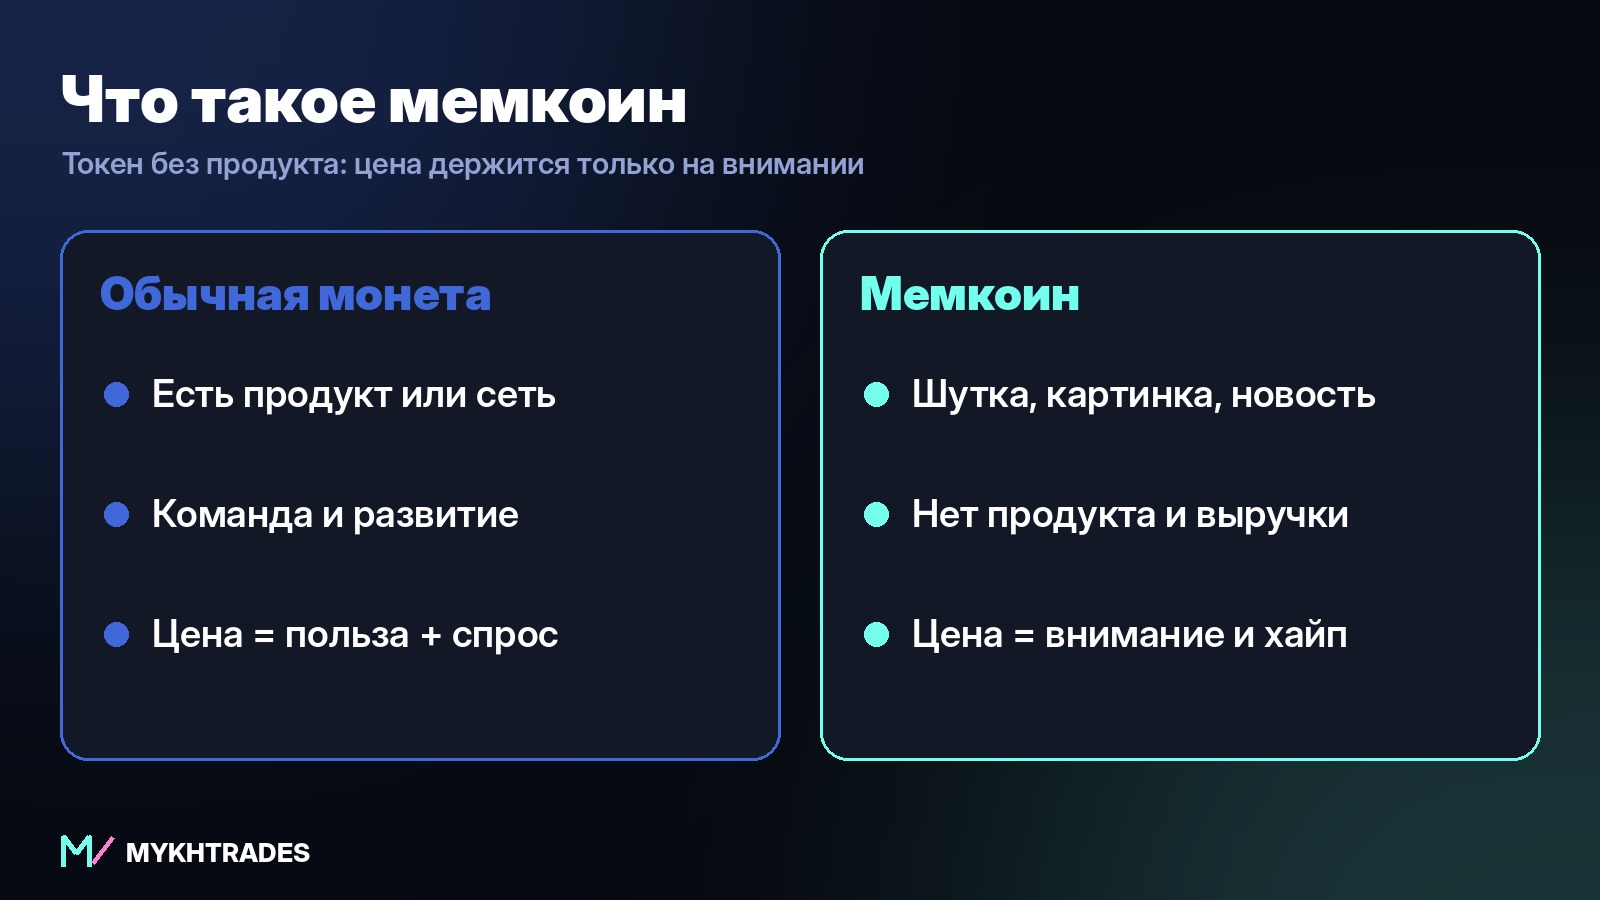 Что такое мемкоин
Токен без продукта: цена держится только на внимании
Обычная монета
Есть продукт или сеть
Команда и развитие
Цена = польза + спрос
Мемкоин
Шутка, картинка, новость
Нет продукта и выручки
Цена = внимание и хайп
M/ MYKHTRADES